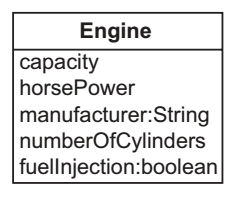 Engine
capacity
horsePower
manufacturer:String
numberOfCylinders
fuelInjection:boolean